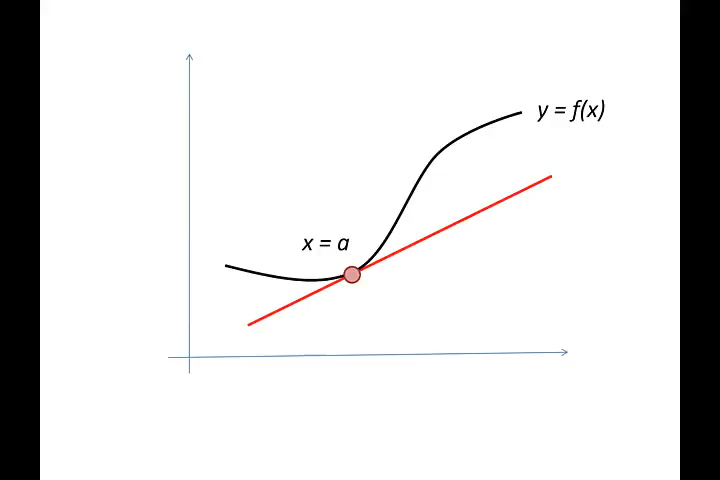 y = f(x)
x = a